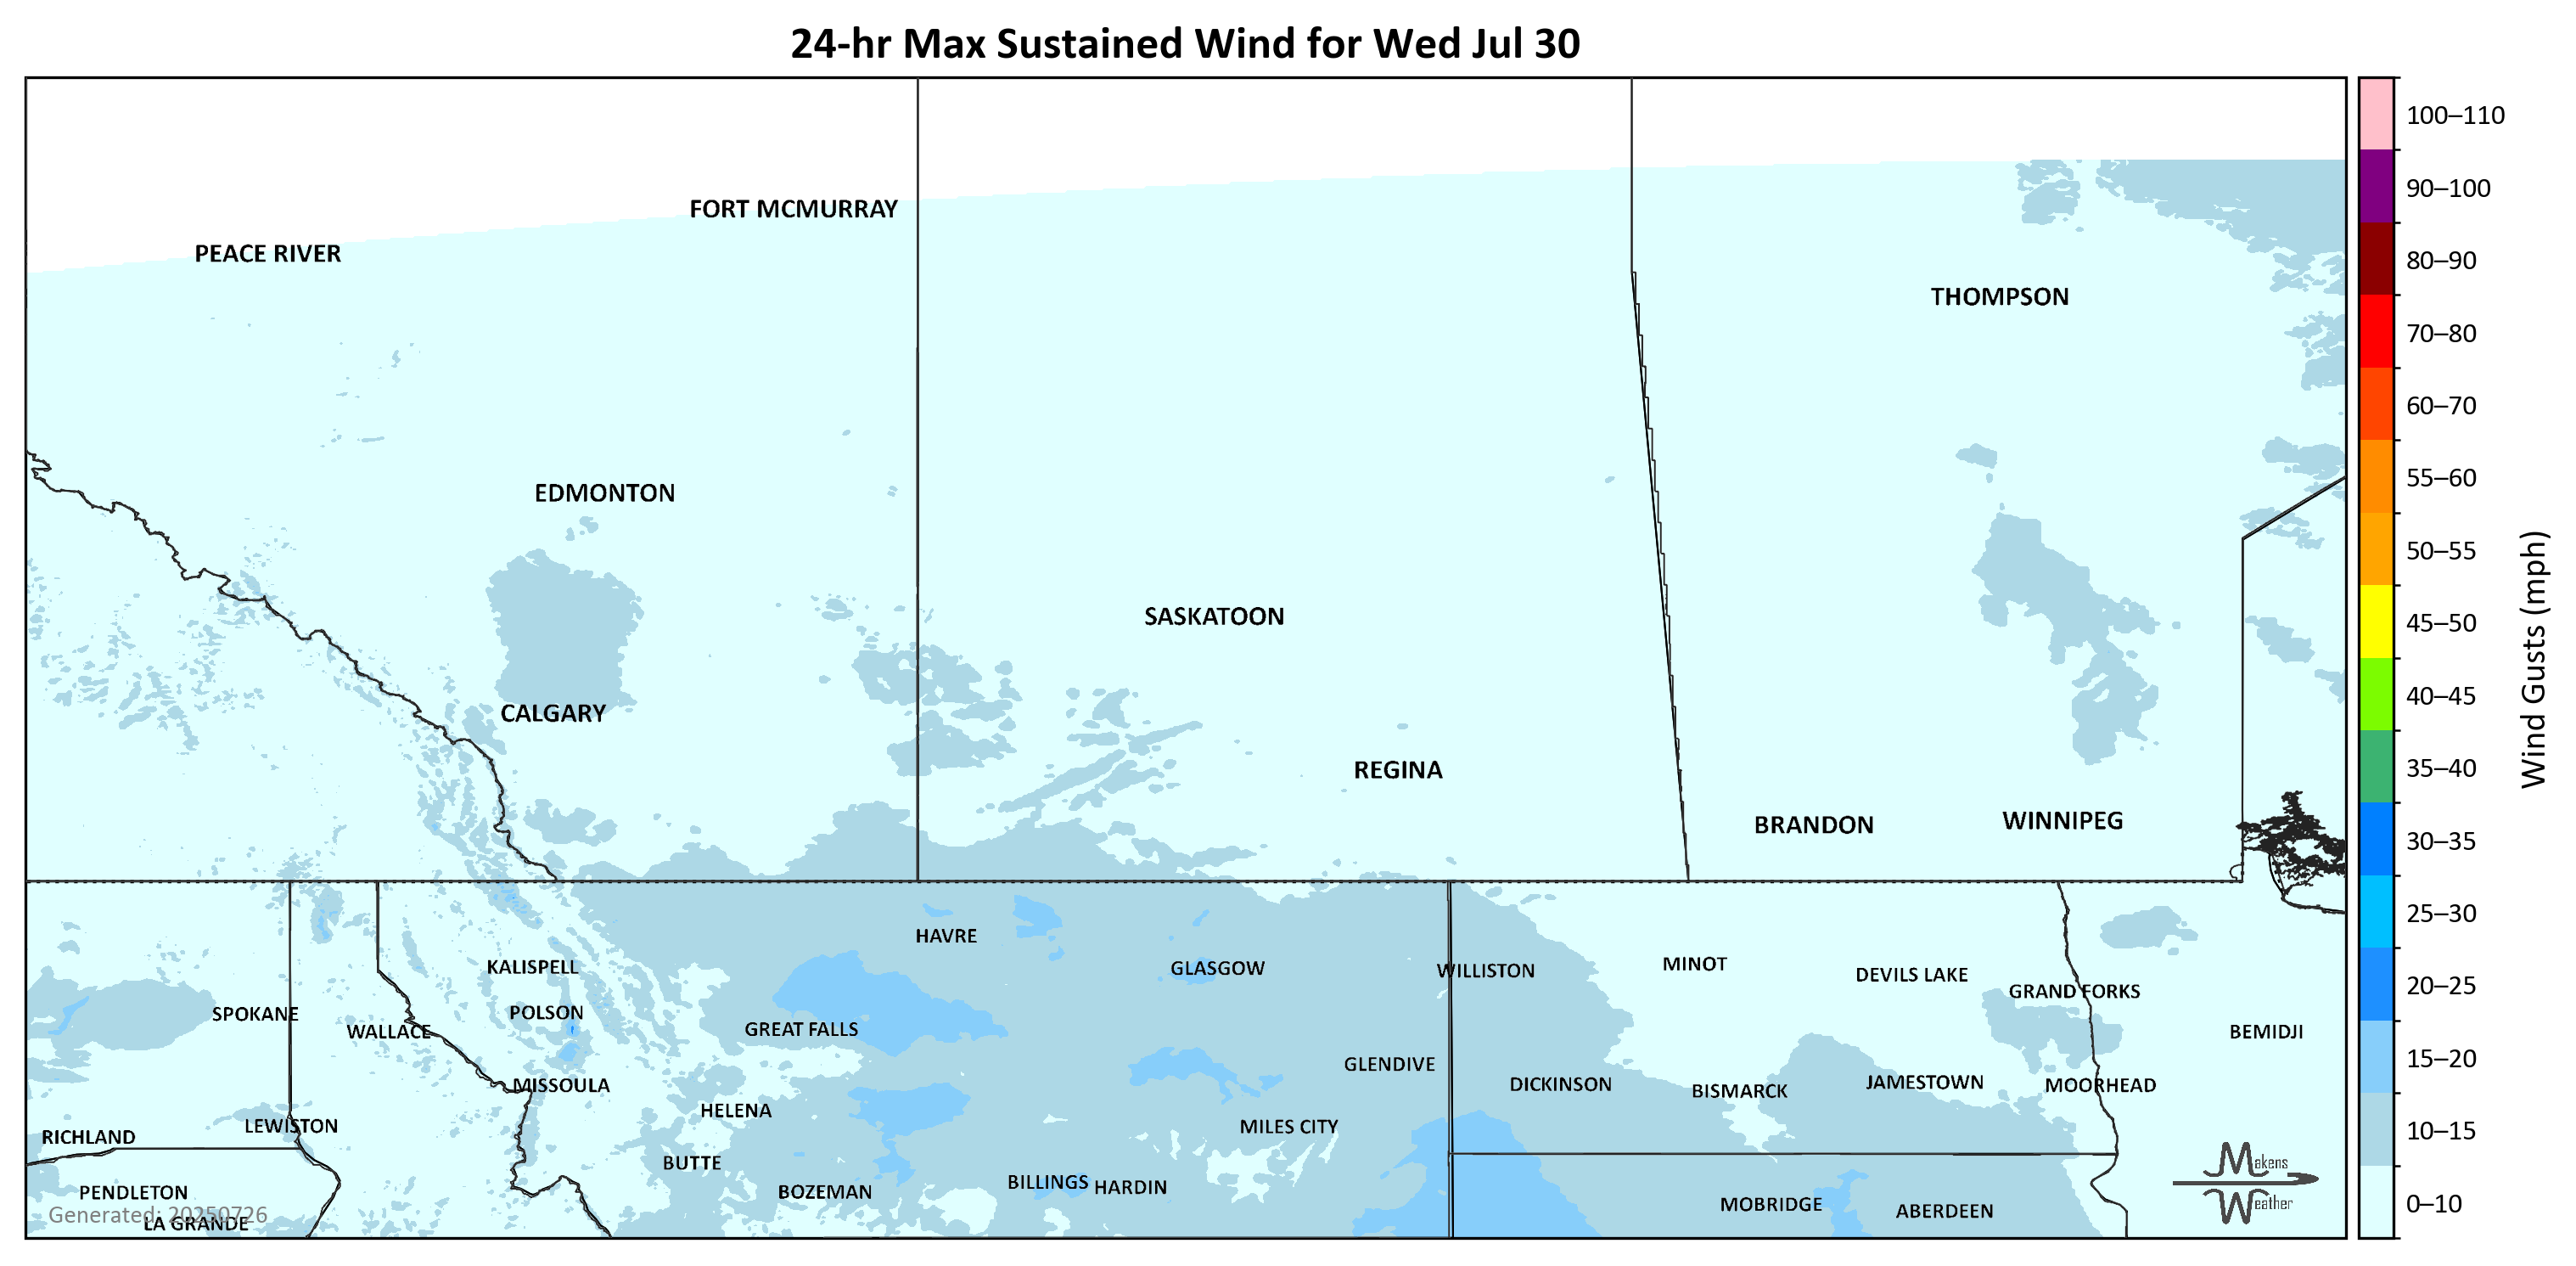 24-hr Max Sustained Wind for Wed Jul 30
FORT MCMURRAY
PEACE RIVER
THOMPSON
EDMONTON
SASKATOON
CALGARY
REGINA
BRANDON
WINNIPEG
HAVRE
KALISPELL
GLASGOW
WILLISTON
MINOT
DEVILS LAKE
GRAND FORKS
SPOKANE
POLSON
WALLACE
GREAT FALLS
BEMIDJI
GLENDIVE
MISSOULA
DICKINSON
BISMARCK
JAMESTOWN
MOORHEAD
HELENA
LEWISTON
MILES CITY
RICHLAND
BUTTE
BILLINGS
HARDIN
PENDLETON
BOZEMAN
MOBRIDGE
ABERDEEN
LA GRANDE
Generated: 20250726
Makens
Weather
100–110
90–100
80–90
70–80
60–70
55–60
50–55
45–50
40–45
35–40
30–35
25–30
20–25
15–20
10–15
0–10
Wind Gusts (mph)